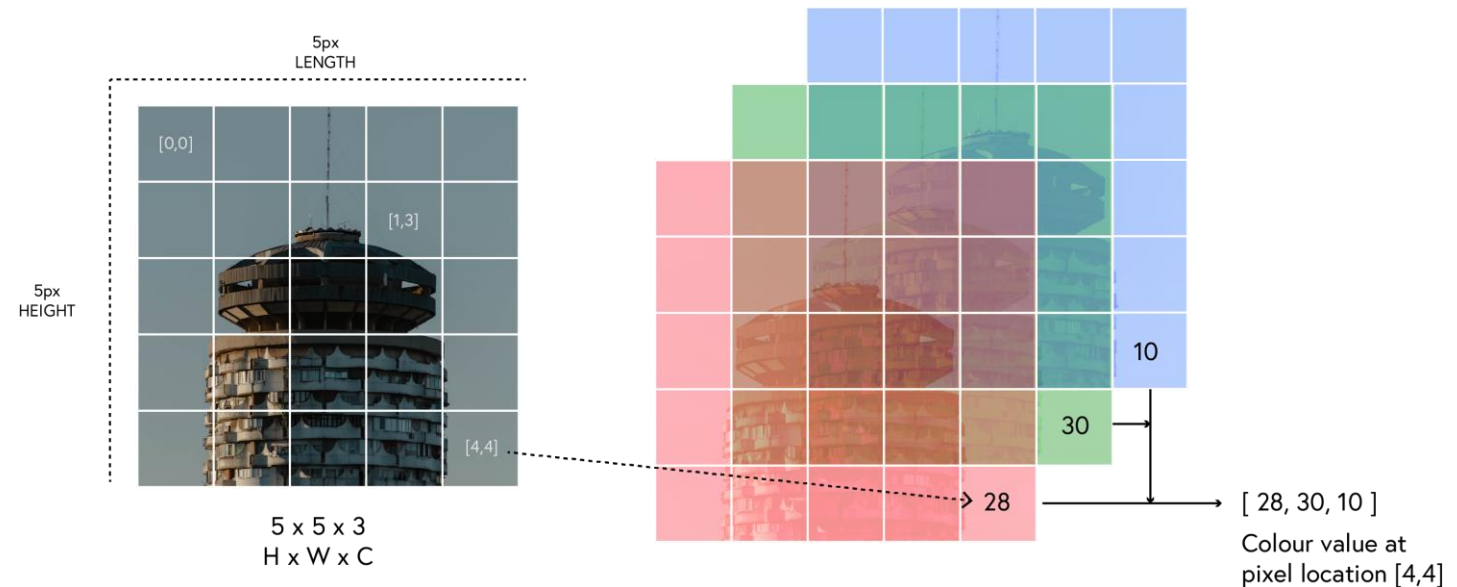 5px
LENGTH
[0,0]
[1,3]
5px
HEIGHT
[4,4]
5 x 5 x 3
H x W x C
10
30
28
[ 28, 30, 10 ]
Colour value at
pixel location [4,4]